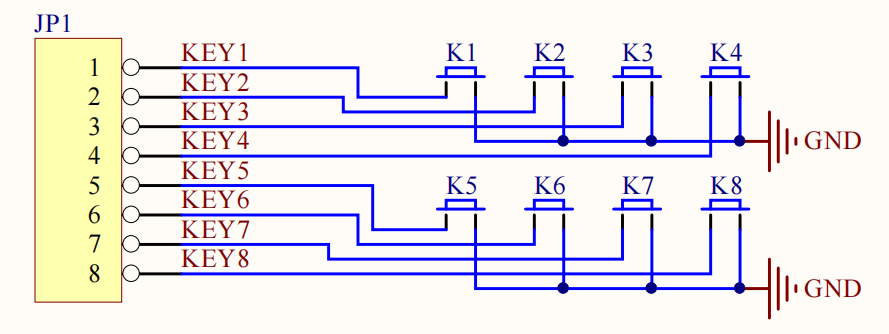 JP1
1 KEY1
2 KEY2
3 KEY3
4 KEY4
5 KEY5
6 KEY6
7 KEY7
8 KEY8
K1 K2 K3 K4
GND
K5 K6 K7 K8
GND